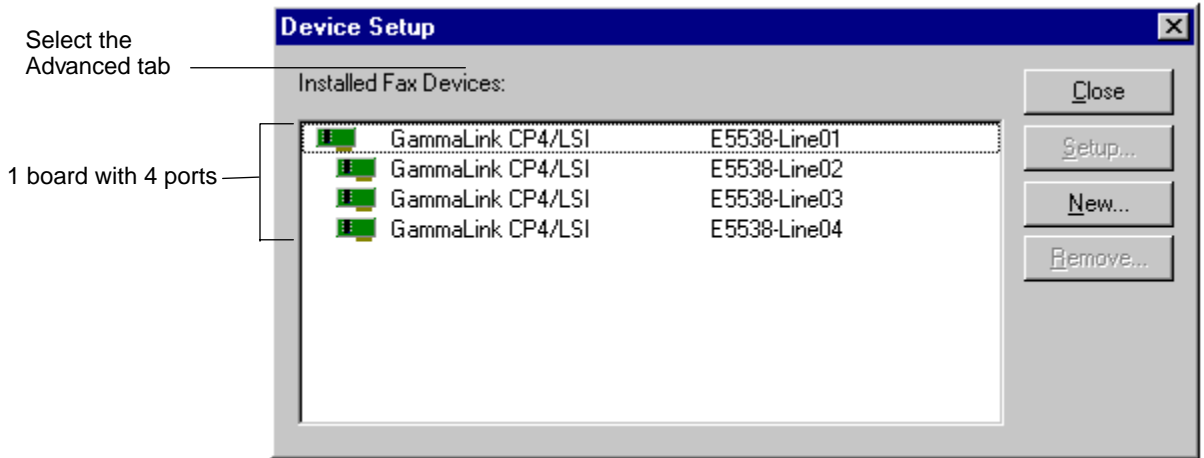 Device Setup
Select the
Advanced tab
Installed Fax Devices:
Close
GammaLink CP4/LSI E5538-Line01
Setup...
1 board with 4 ports
GammaLink CP4/LSI E5538-Line02
GammaLink CP4/LSI E5538-Line03
New...
GammaLink CP4/LSI E5538-Line04
Remove...